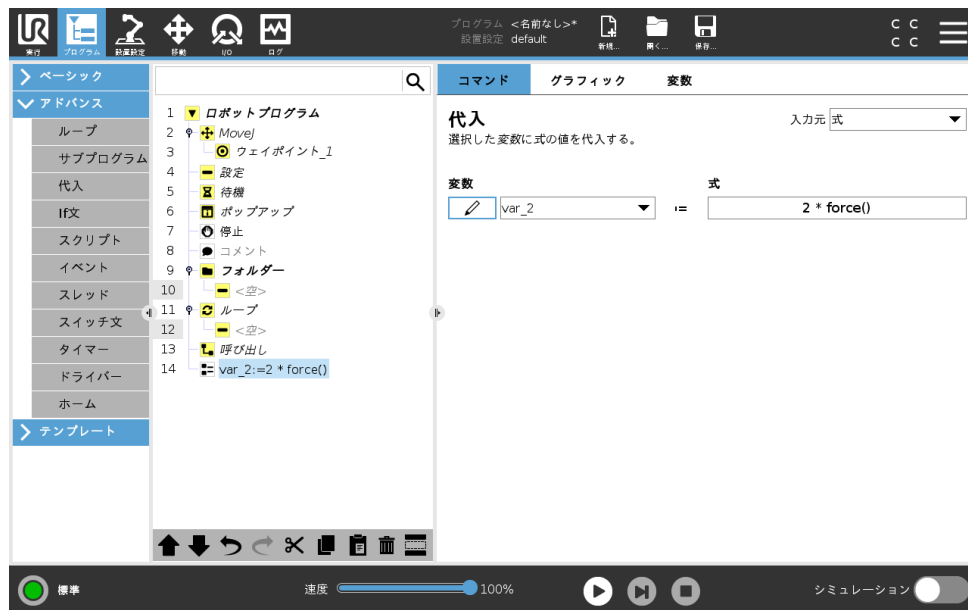 UR
実行
プログラム
設置設定
移動
I/O
ログ
プログラム <名前なし>*
設置設定 default
新規...
開く...
保存...
C C
C C
ベーシック
アドバンス
ループ
サブプログラム
代入
If文
スクリプト
イベント
スレッド
スイッチ文
タイマー
ドライバー
ホーム
テンプレート
1 ロボットプログラム
2 MoveJ
3 ウェイポイント_1
4 設定
5 待機
6 ポップアップ
7 停止
8 コメント
9 フォルダー
10 <空>
11 ループ
12 <空>
13 呼び出し
14 var_2:=2 * force()
コマンド グラフィック 変数
代入
入力元 式
選択した変数に式の値を代入する。
変数 式
var_2 := 2 * force()
標準
速度 100%
シミュレーション